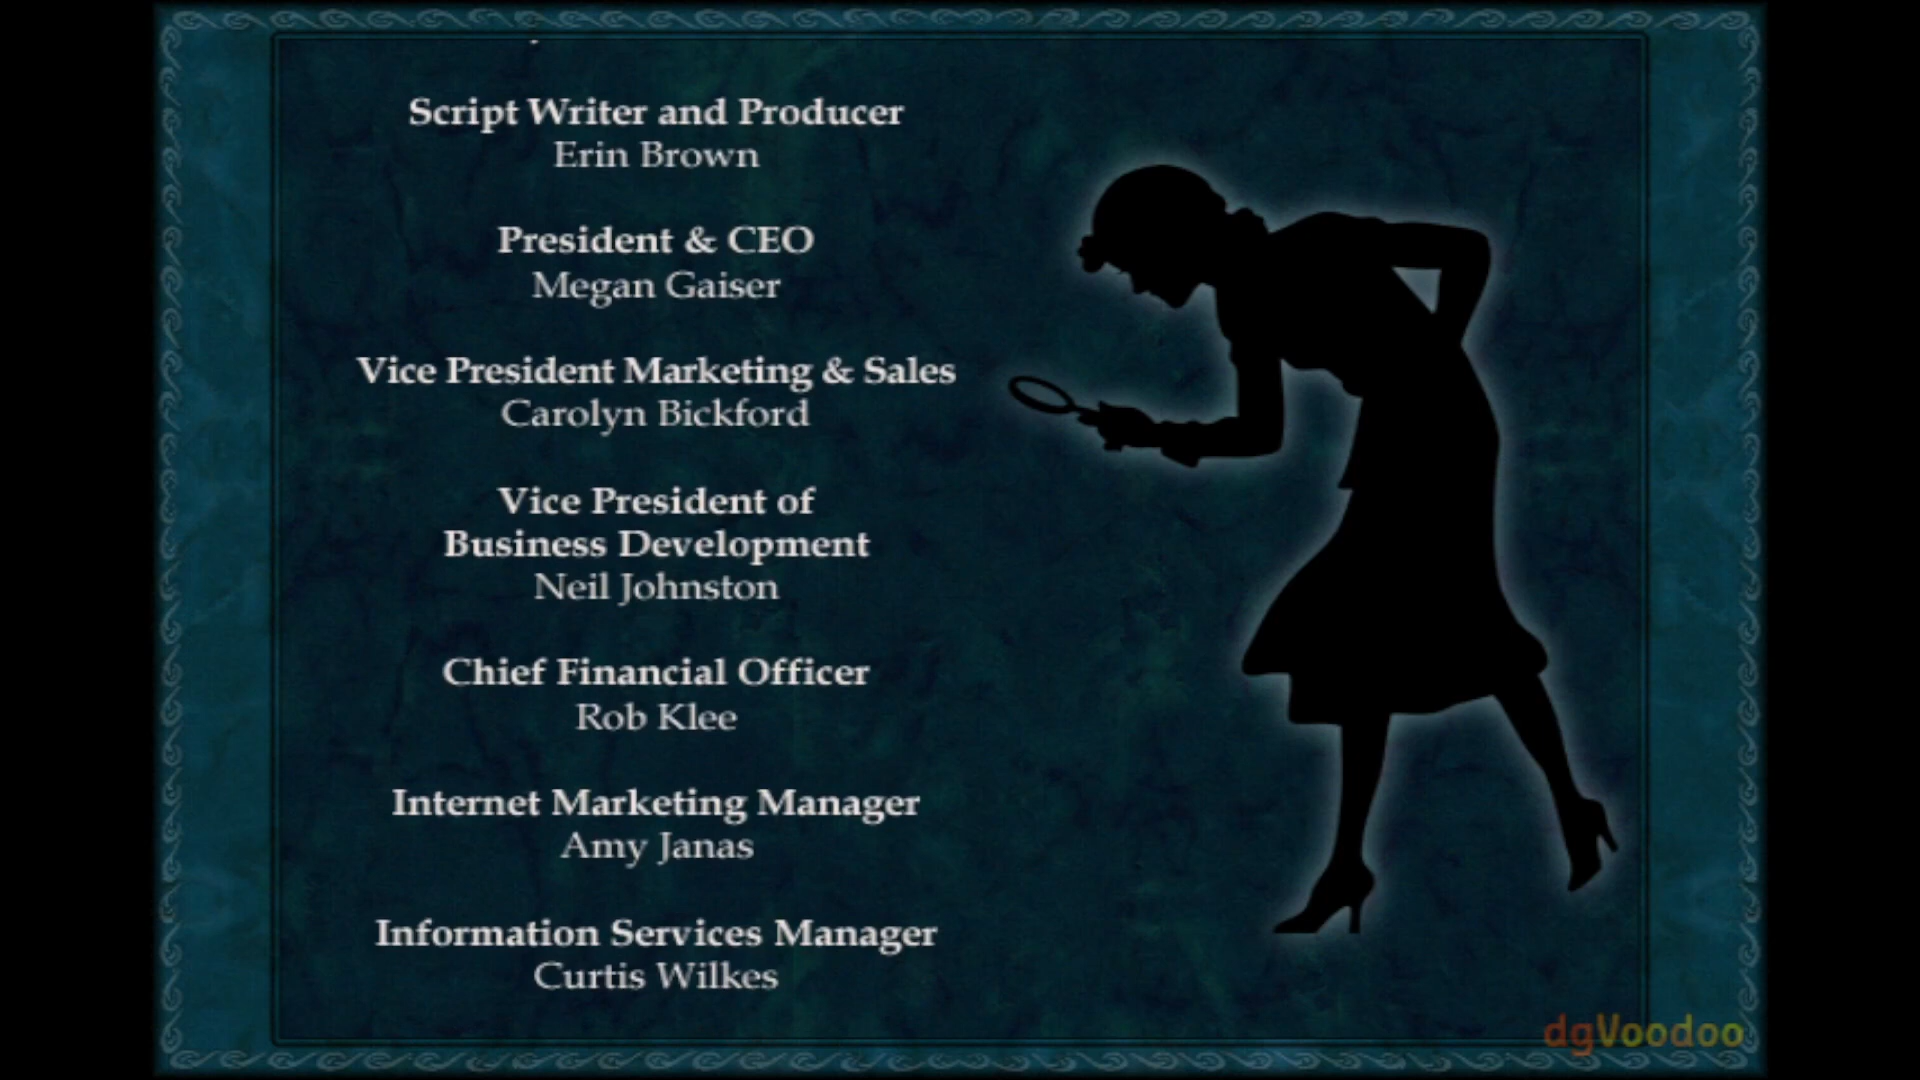 Script Writer and Producer
Erin Brown
President & CEO
Megan Gaiser
Vice President Marketing & Sales
Carolyn Bickford
Vice President of
Business Development
Neil Johnston
Chief Financial Officer
Rob Klee
Internet Marketing Manager
Amy Janas
Information Services Manager
Curtis Wilkes
dgVoodoo